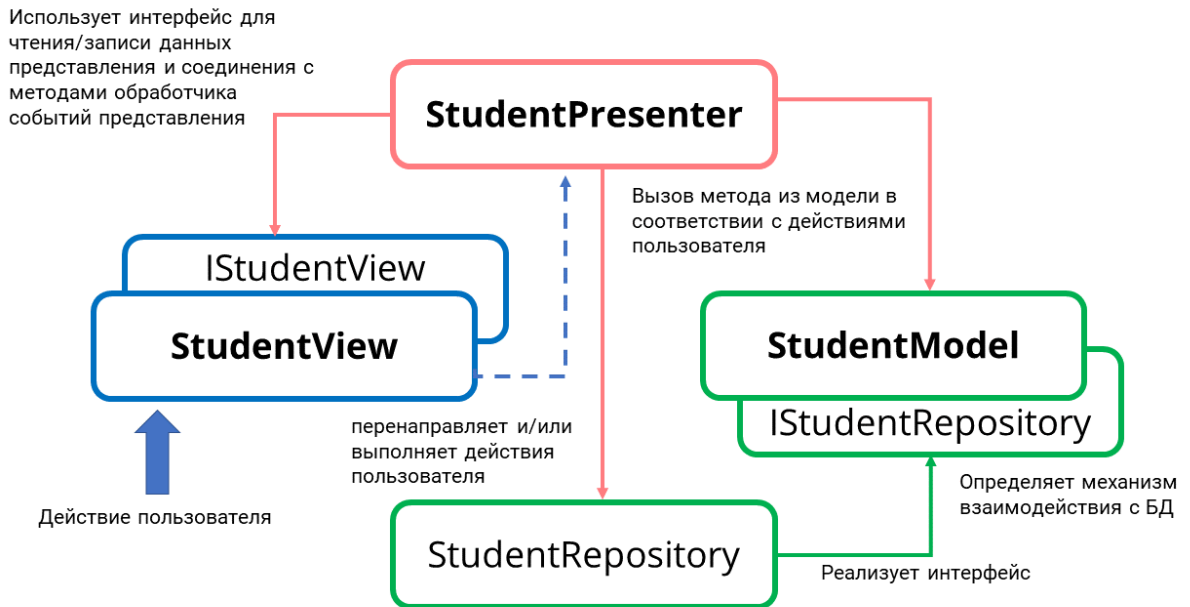 Использует интерфейс для
чтения/записи данных
представления и соединения с
методами обработчика
событий представления
StudentPresenter
Вызов метода из модели в
соответствии с действиями
пользователя
IStudentView
StudentView
StudentModel
IStudentRepository
перенаправляет и/или
выполняет действия
пользователя
Действие пользователя
Определяет механизм
взаимодействия с БД
StudentRepository
Реализует интерфейс